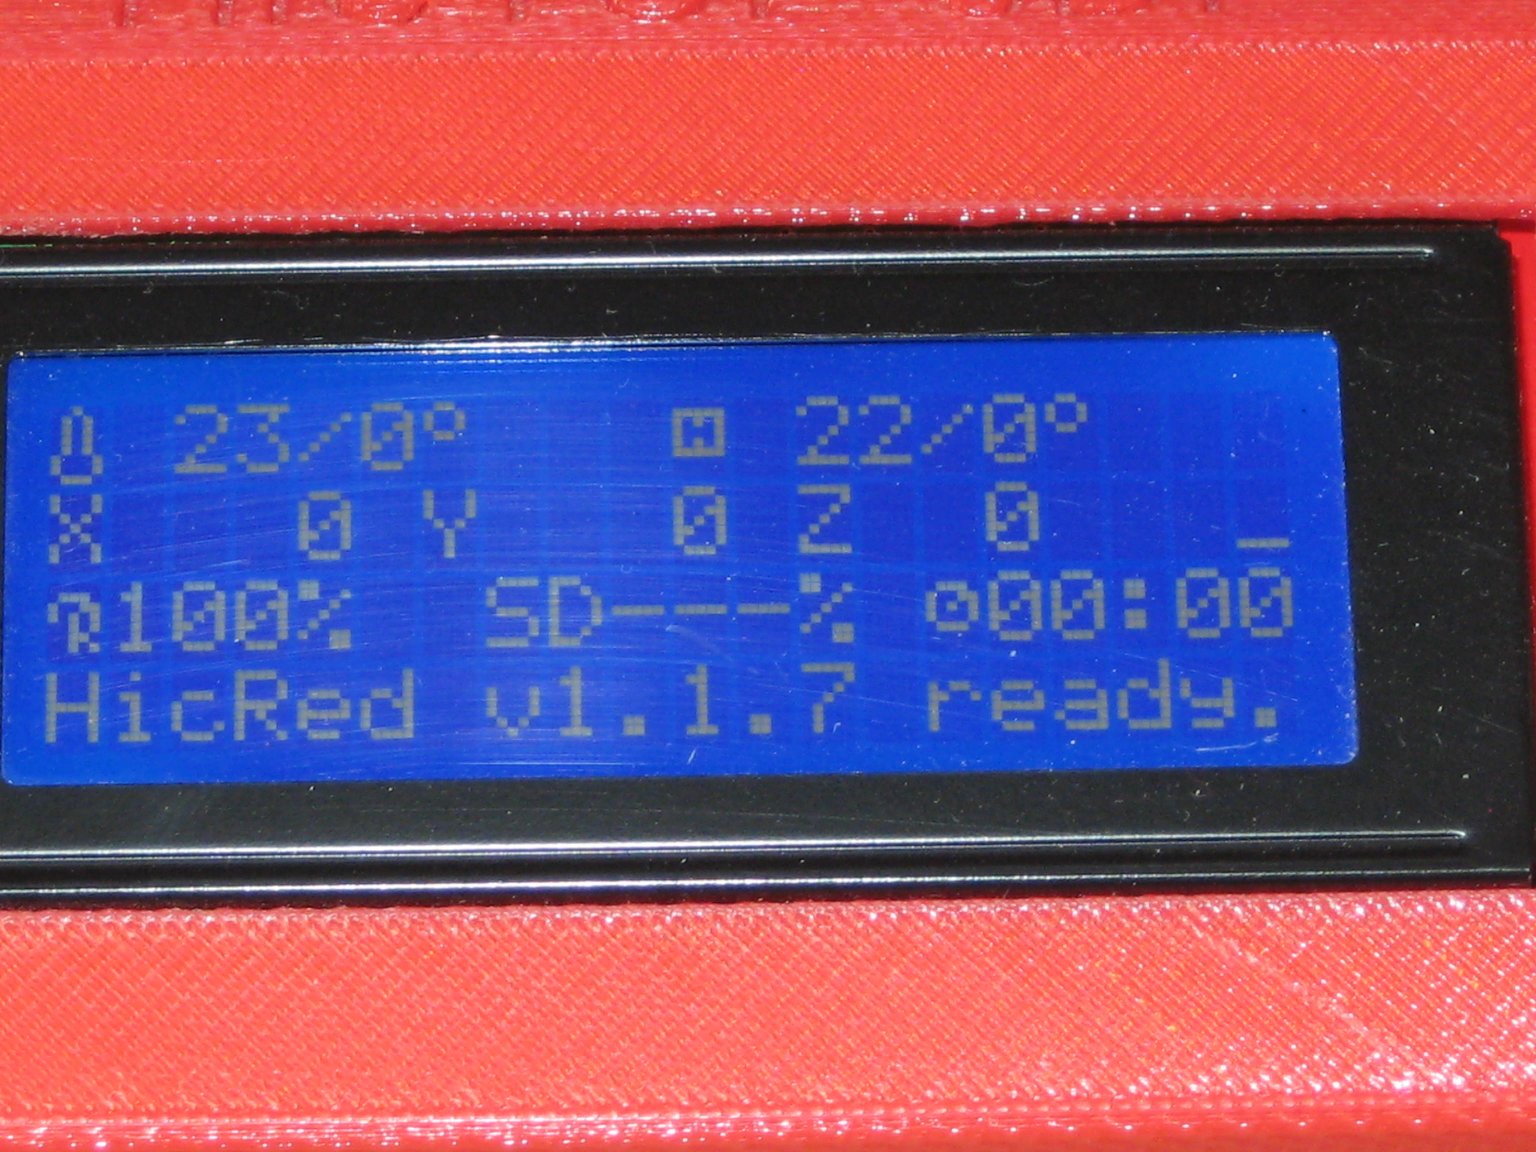 23/0° 22/0°
X 0 Y 0 Z 0 _
100% SD---% 00:00
HicRed v1.1.7 ready.